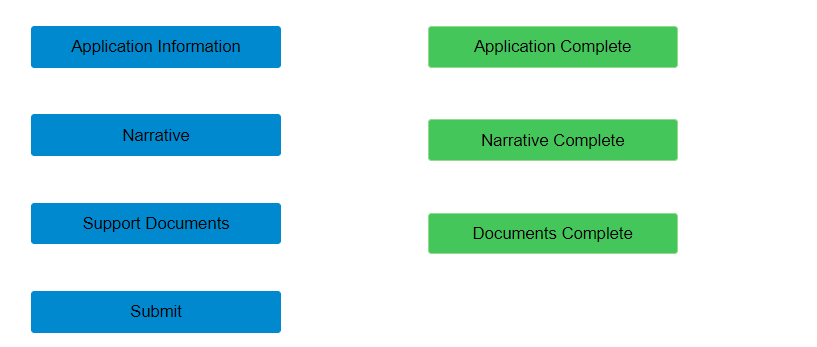 Application Information
Application Complete
Narrative
Narrative Complete
Support Documents
Documents Complete
Submit